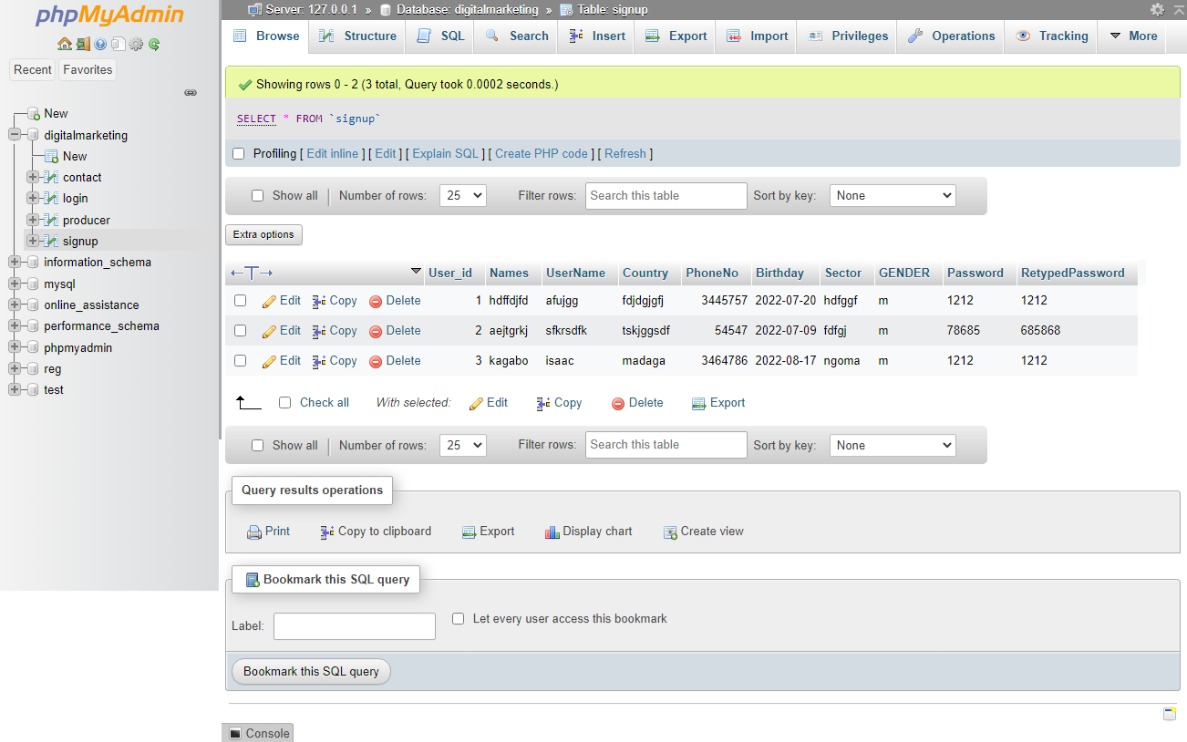 phpMyAdmin
Recent Favorites
New
digitalmarketing
New
contact
login
producer
signup
information_schema
mysql
online_assistance
performance_schema
phpmyadmin
reg
test
Server: 127.0.0.1 » Database: digitalmarketing » Table: signup
Browse Structure SQL Search Insert Export Import Privileges Operations Tracking More
Showing rows 0 - 2 (3 total, Query took 0.0002 seconds.)
SELECT * FROM `signup`
Profiling [ Edit inline ] [ Edit ] [ Explain SQL ] [ Create PHP code ] [ Refresh ]
Show all Number of rows: 25 Filter rows: Search this table Sort by key: None
Extra options
←T→ User_id Names UserName Country PhoneNo Birthday Sector GENDER Password RetypedPassword
Edit Copy Delete 1 hdffdjfd afujgg fdjdgjgfj 3445757 2022-07-20 hdfggf m 1212 1212
Edit Copy Delete 2 aejtgrkj sfkrsdfk tskjggsdf 54547 2022-07-09 fdfgj m 78685 685868
Edit Copy Delete 3 kagabo isaac madaga 3464786 2022-08-17 ngoma m 1212 1212
Check all With selected: Edit Copy Delete Export
Show all Number of rows: 25 Filter rows: Search this table Sort by key: None
Query results operations
Print Copy to clipboard Export Display chart Create view
Bookmark this SQL query
Label: Let every user access this bookmark
Bookmark this SQL query
Console